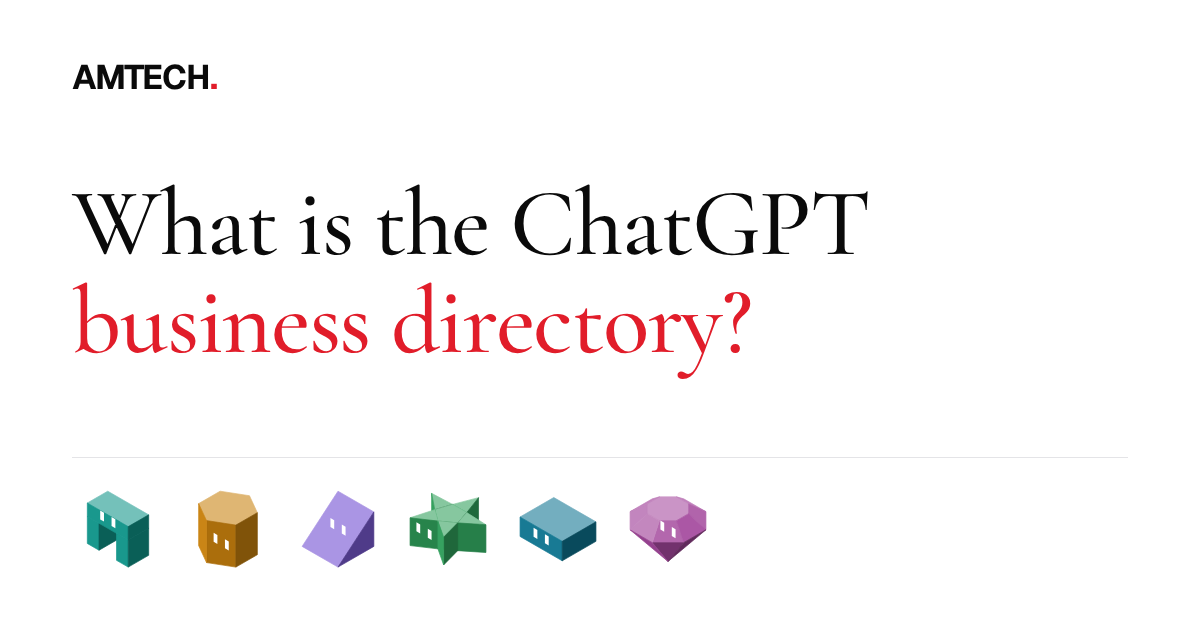 AMTECH.
What is the ChatGPT
business directory?